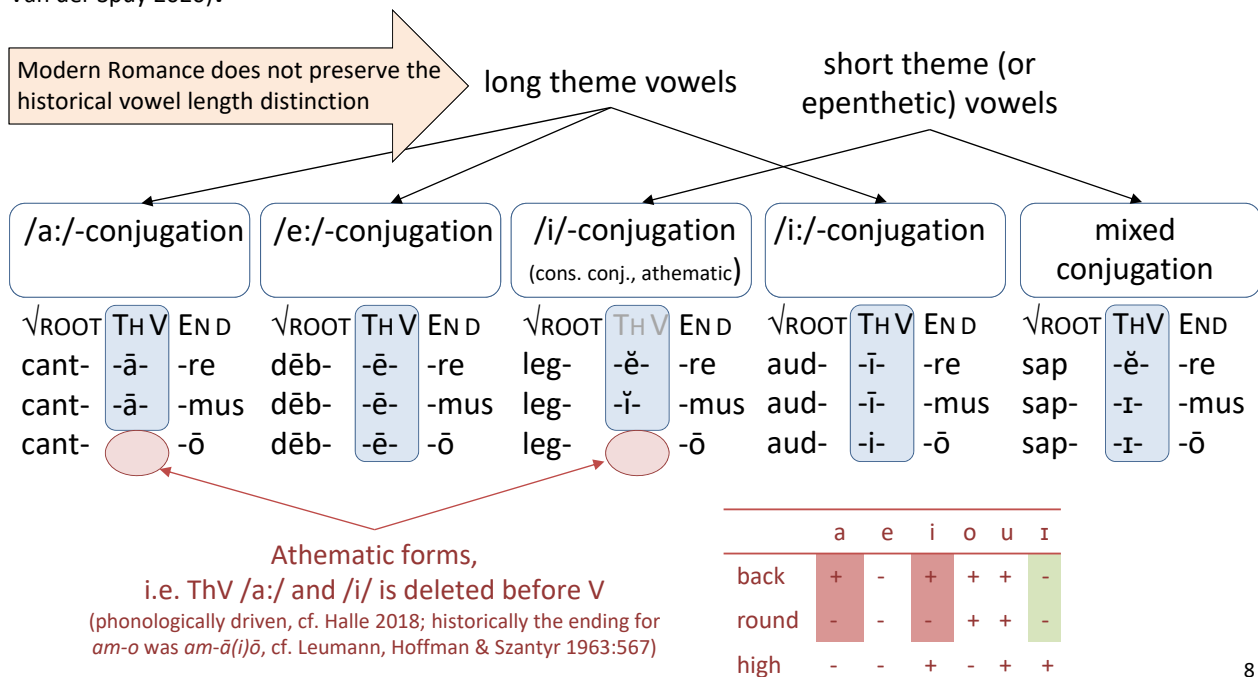 Van der Spuy 2020).
Modern Romance does not preserve the
historical vowel length distinction
long theme vowels
short theme (or
epenthetic) vowels
/a:/-conjugation
/e:/-conjugation
/i/-conjugation
(cons. conj., athematic)
/i:/-conjugation
mixed
conjugation
√ROOT THV END √ROOT THV END √ROOT THV END √ROOT THV END √ROOT THV END
cant- -ā- -re dēb- -ē- -re leg- -ĕ- -re aud- -ī- -re sap -ĕ- -re
cant- -ā- -mus dēb- -ē- -mus leg- -ĭ- -mus aud- -ī- -mus sap- -ɪ- -mus
cant- -ō dēb- -ē- -ō leg- -ō aud- -i- -ō sap- -ɪ- -ō
Athematic forms,
i.e. ThV /a:/ and /i/ is deleted before V
(phonologically driven, cf. Halle 2018; historically the ending for
am-o was am-ā(i)ō, cf. Leumann, Hoffman & Szantyr 1963:567)
a e i o u ɪ
back + - + + + -
round - - - + + -
high - - + - + +
8